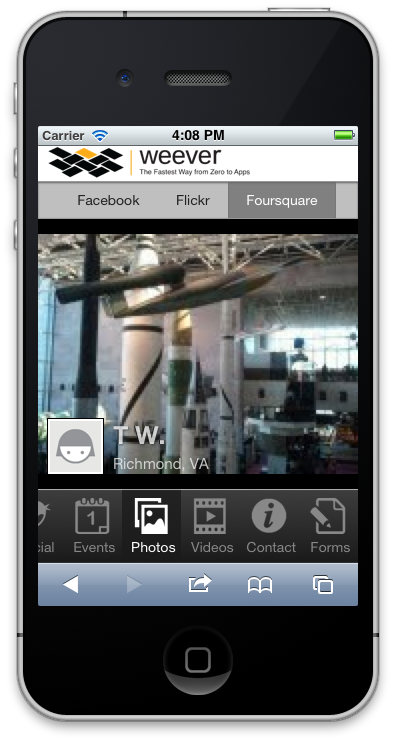 Carrier 4:08 PM
weever
The Fastest Way from Zero to Apps
Facebook Flickr Foursquare
T W.
Richmond, VA
1
cial Events Photos Videos Contact Forms